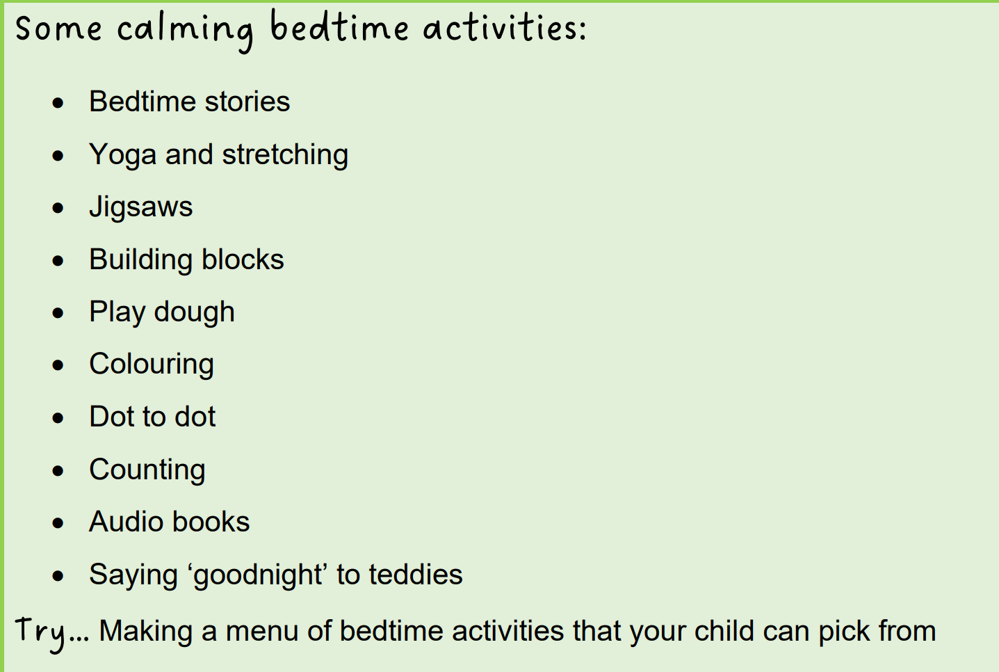 Some calming bedtime activities:
• Bedtime stories
• Yoga and stretching
• Jigsaws
• Building blocks
• Play dough
• Colouring
• Dot to dot
• Counting
• Audio books
• Saying ‘goodnight’ to teddies
Try... Making a menu of bedtime activities that your child can pick from